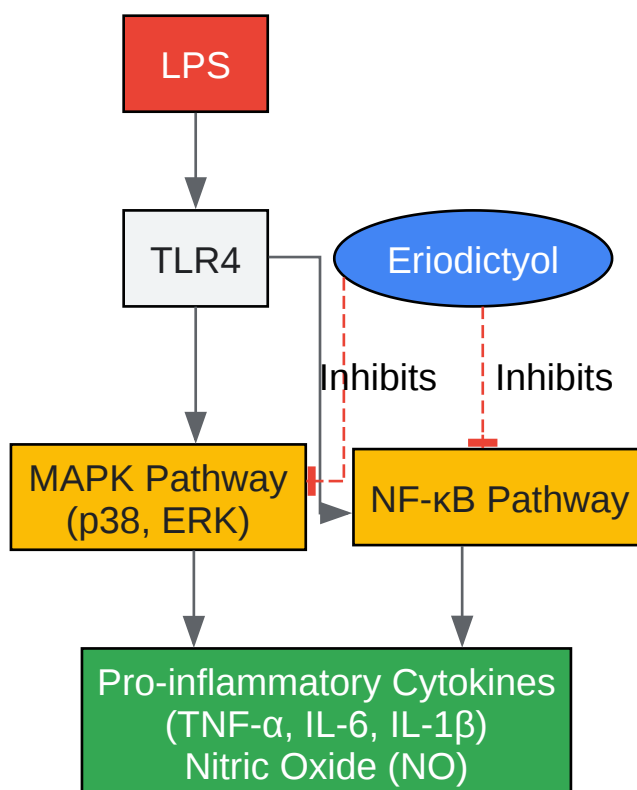 LPS
TLR4
Eriodictyol
Inhibits
Inhibits
MAPK Pathway
(p38, ERK)
NF-κB Pathway
Pro-inflammatory Cytokines
(TNF-α, IL-6, IL-1β)
Nitric Oxide (NO)